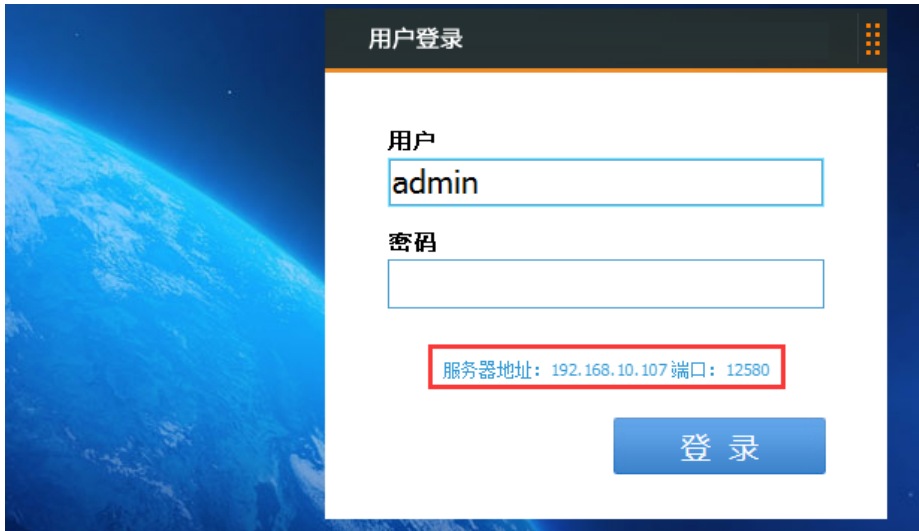 用户登录
用户
admin
密码
服务器地址：192.168.10.107 端口：12580
登 录